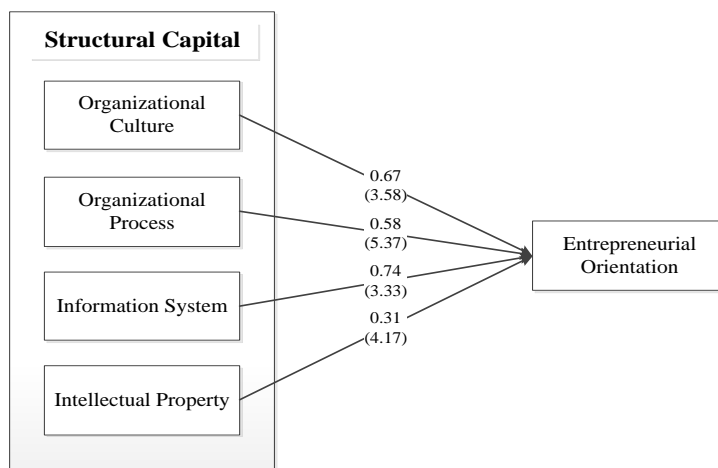 Structural Capital
Organizational
Culture
Organizational
Process
Information System
Intellectual Property
0.67
(3.58)
0.58
(5.37)
0.74
(3.33)
0.31
(4.17)
Entrepreneurial
Orientation